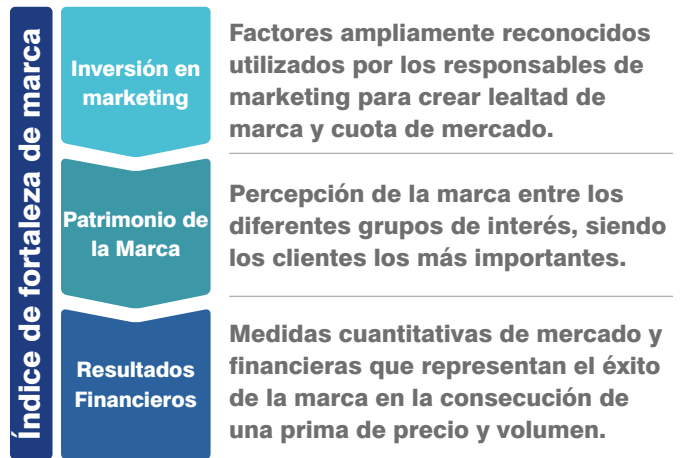 Índice de fortaleza de marca
Inversión en
marketing
Factores ampliamente reconocidos
utilizados por los responsables de
marketing para crear lealtad de
marca y cuota de mercado.
Patrimonio de
la Marca
Percepción de la marca entre los
diferentes grupos de interés, siendo
los clientes los más importantes.
Resultados
Financieros
Medidas cuantitativas de mercado y
financieras que representan el éxito
de la marca en la consecución de
una prima de precio y volumen.